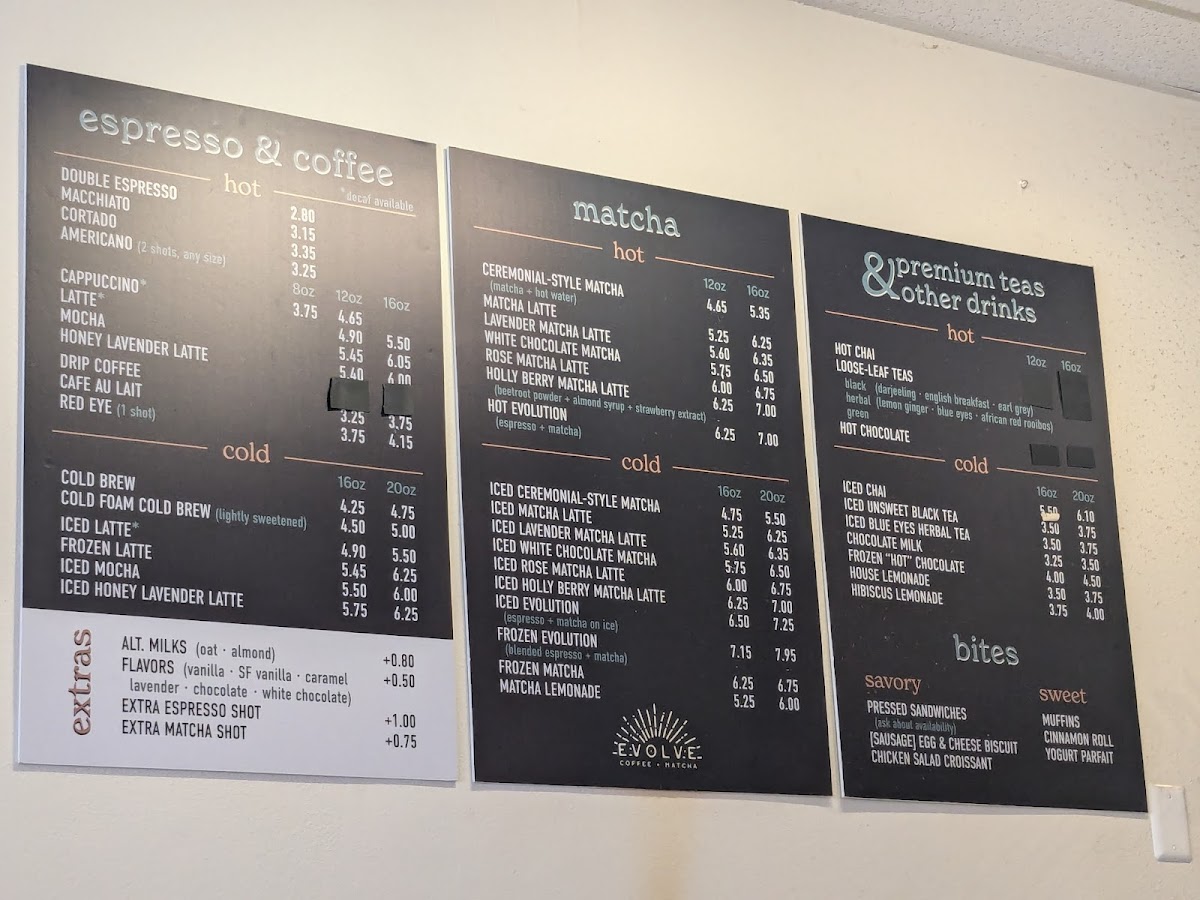 espresso & coffee
hot
*decaf available
DOUBLE ESPRESSO 2.80
MACCHIATO 3.15
CORTADO 3.35
AMERICANO (2 shots, any size) 3.25
8oz 12oz 16oz
CAPPUCCINO* 3.75 4.65
LATTE* 4.90 5.50
MOCHA 5.45 6.05
HONEY LAVENDER LATTE 5.40 6.00
DRIP COFFEE
CAFE AU LAIT 3.25 3.75
RED EYE (1 shot) 3.75 4.15
cold
16oz 20oz
COLD BREW 4.25 4.75
COLD FOAM COLD BREW (lightly sweetened) 4.50 5.00
ICED LATTE* 4.90 5.50
FROZEN LATTE 5.45 6.25
ICED MOCHA 5.50 6.00
ICED HONEY LAVENDER LATTE 5.75 6.25
extras
ALT. MILKS (oat · almond) +0.80
FLAVORS (vanilla · SF vanilla · caramel +0.50
lavender · chocolate · white chocolate)
EXTRA ESPRESSO SHOT +1.00
EXTRA MATCHA SHOT +0.75
matcha
hot
12oz 16oz
CEREMONIAL-STYLE MATCHA 4.65 5.35
(matcha + hot water)
MATCHA LATTE 5.25 6.25
LAVENDER MATCHA LATTE 5.60 6.35
WHITE CHOCOLATE MATCHA 5.75 6.50
ROSE MATCHA LATTE 6.00 6.75
HOLLY BERRY MATCHA LATTE 6.25 7.00
(beetroot powder + almond syrup + strawberry extract)
HOT EVOLUTION 6.25 7.00
(espresso + matcha)
cold
16oz 20oz
ICED CEREMONIAL-STYLE MATCHA 4.75 5.50
ICED MATCHA LATTE 5.25 6.25
ICED LAVENDER MATCHA LATTE 5.60 6.35
ICED WHITE CHOCOLATE MATCHA 5.75 6.50
ICED ROSE MATCHA LATTE 6.00 6.75
ICED HOLLY BERRY MATCHA LATTE 6.25 7.00
ICED EVOLUTION 6.50 7.25
(espresso + matcha on ice)
FROZEN EVOLUTION 7.15 7.95
(blended espresso + matcha)
FROZEN MATCHA 6.25 6.75
MATCHA LEMONADE 5.25 6.00
EVOLVE
COFFEE · MATCHA
& premium teas
other drinks
hot
12oz 16oz
HOT CHAI
LOOSE-LEAF TEAS
black (darjeeling · english breakfast · earl grey)
herbal (lemon ginger · blue eyes · african red rooibos)
green
HOT CHOCOLATE
cold
16oz 20oz
ICED CHAI 5.50 6.10
ICED UNSWEET BLACK TEA 3.50 3.75
ICED BLUE EYES HERBAL TEA 3.50 3.75
CHOCOLATE MILK 3.25 3.50
FROZEN "HOT" CHOCOLATE 4.00 4.50
HOUSE LEMONADE 3.50 3.75
HIBISCUS LEMONADE 3.75 4.00
bites
savory
PRESSED SANDWICHES
(ask about availability)
[SAUSAGE] EGG & CHEESE BISCUIT
CHICKEN SALAD CROISSANT
sweet
MUFFINS
CINNAMON ROLL
YOGURT PARFAIT